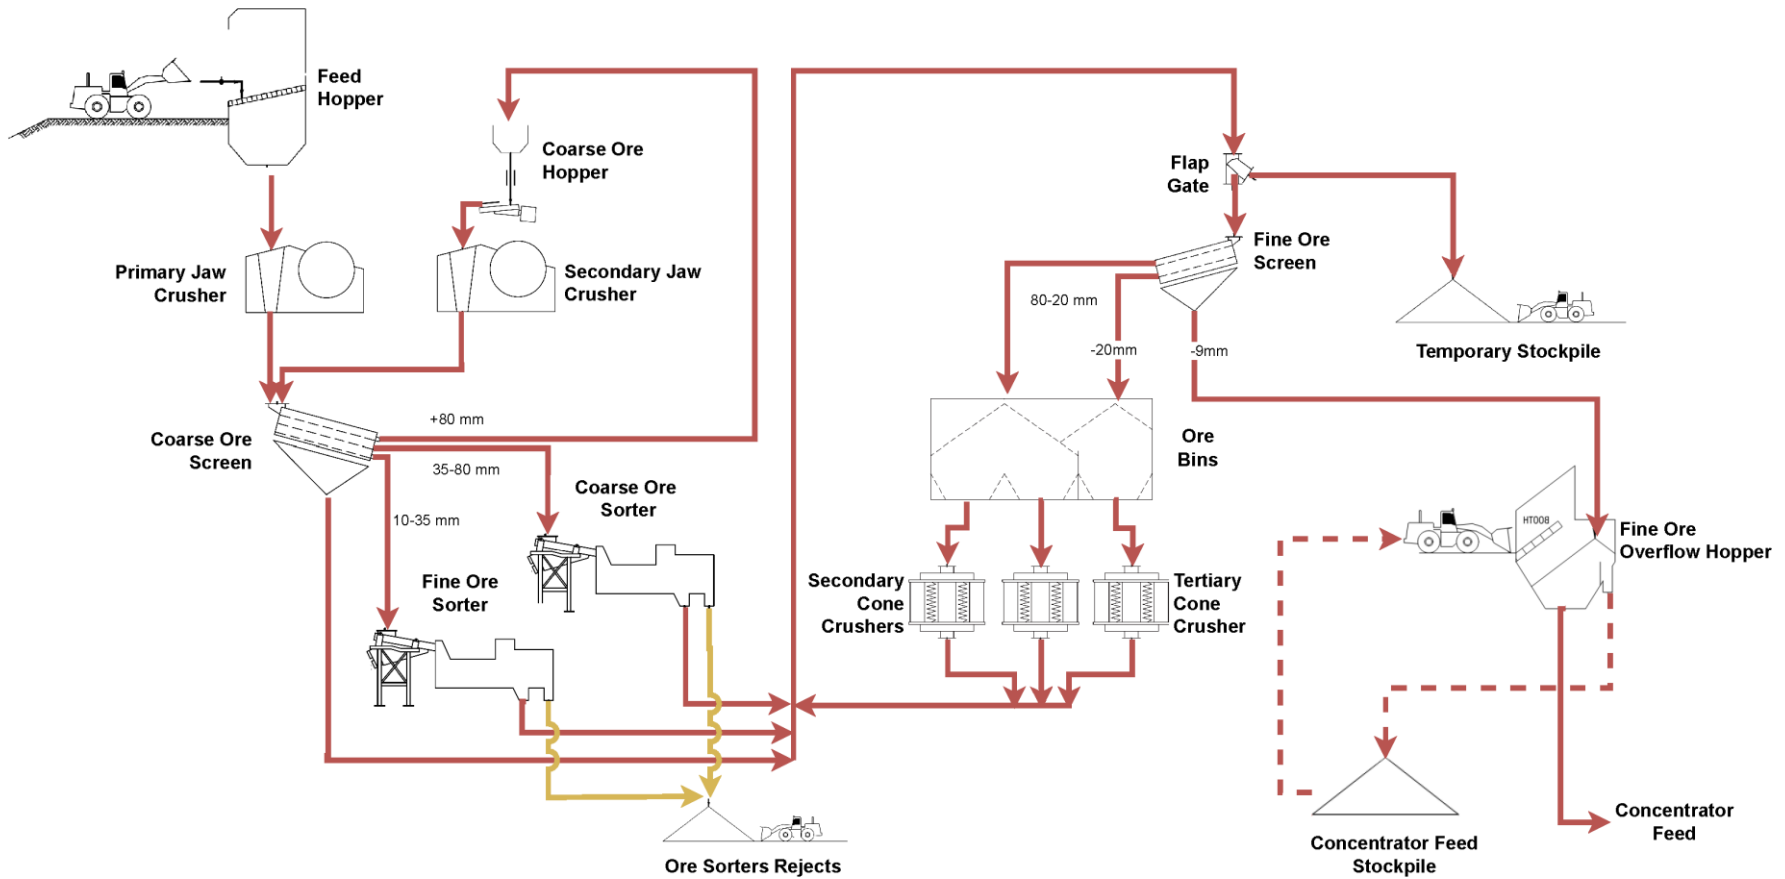 Feed
Hopper
Coarse Ore
Hopper
Flap
Gate
Fine Ore
Screen
Primary Jaw
Crusher
Secondary Jaw
Crusher
80-20 mm
-20mm
-9mm
Temporary Stockpile
+80 mm
Coarse Ore
Screen
35-80 mm
Ore
Bins
Coarse Ore
Sorter
10-35 mm
HT008
Fine Ore
Overflow Hopper
Fine Ore
Sorter
Secondary
Cone
Crushers
Tertiary
Cone
Crusher
Concentrator
Feed
Concentrator Feed
Stockpile
Ore Sorters Rejects